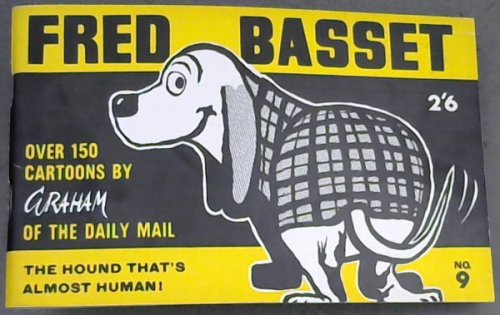 FRED BASSET
2'6
OVER 150
CARTOONS BY
GRAHAM
OF THE DAILY MAIL
THE HOUND THAT'S
ALMOST HUMAN!
NO.
9